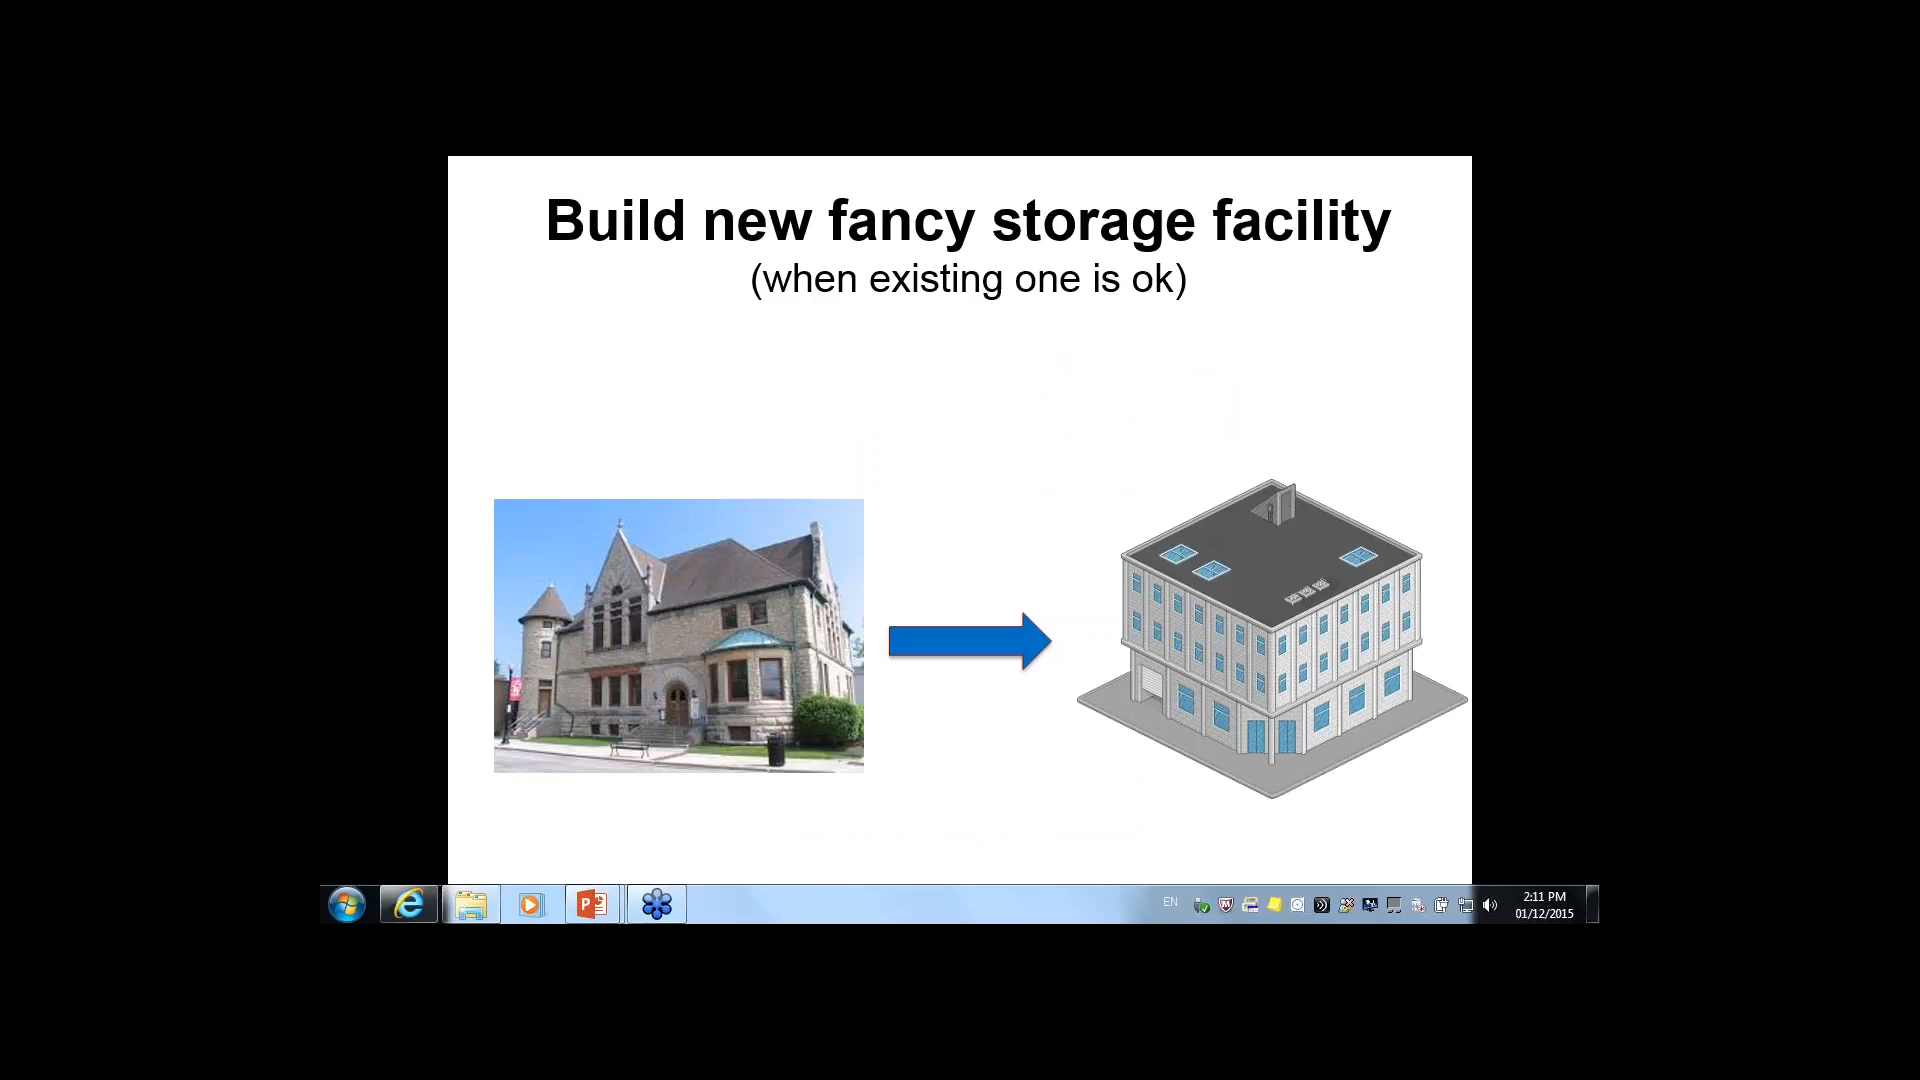 Build new fancy storage facility
(when existing one is ok)
EN
2:11 PM
01/12/2015